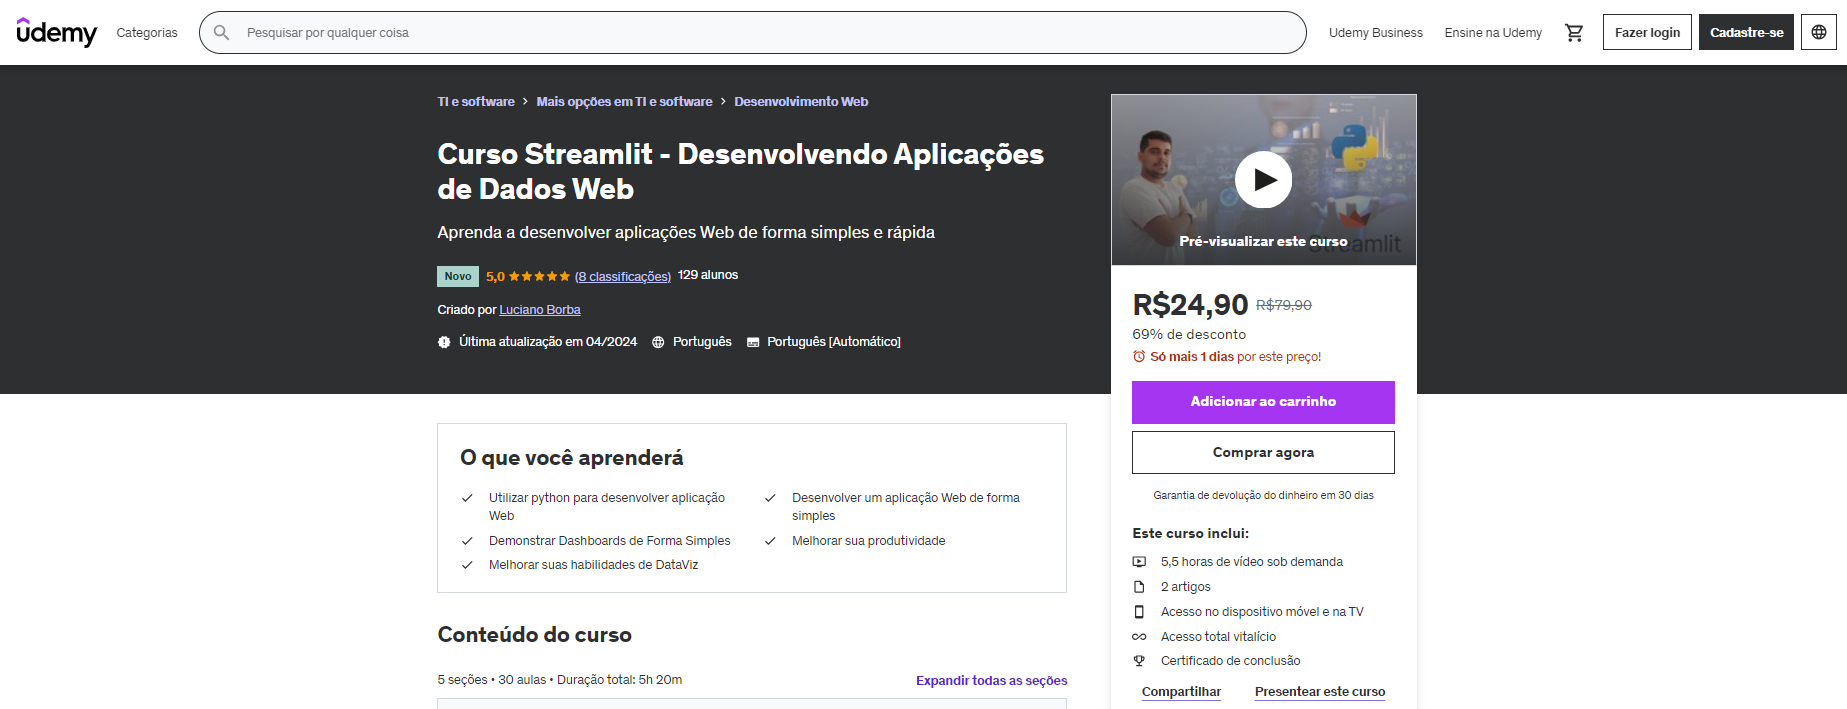 ûdemy
Categorias
Pesquisar por qualquer coisa
Udemy Business
Ensine na Udemy
Fazer login
Cadastre-se
TI e software
Mais opções em TI e software
Desenvolvimento Web
Curso Streamlit - Desenvolvendo Aplicações
de Dados Web
Aprenda a desenvolver aplicações Web de forma simples e rápida
Novo 5,0 (8 classificações) 129 alunos
Criado por Luciano Borba
Última atualização em 04/2024
Português
Português [Automático]
Streamlit
Pré-visualizar este curso
R$24,90 R$79,90
69% de desconto
Só mais 1 dias por este preço!
Adicionar ao carrinho
Comprar agora
Garantia de devolução do dinheiro em 30 dias
Este curso inclui:
5,5 horas de vídeo sob demanda
2 artigos
Acesso no dispositivo móvel e na TV
Acesso total vitalício
Certificado de conclusão
Compartilhar
Presentear este curso
O que você aprenderá
Utilizar python para desenvolver aplicação
Web
Desenvolver um aplicação Web de forma
simples
Demonstrar Dashboards de Forma Simples
Melhorar sua produtividade
Melhorar suas habilidades de DataViz
Conteúdo do curso
5 seções • 30 aulas • Duração total: 5h 20m
Expandir todas as seções